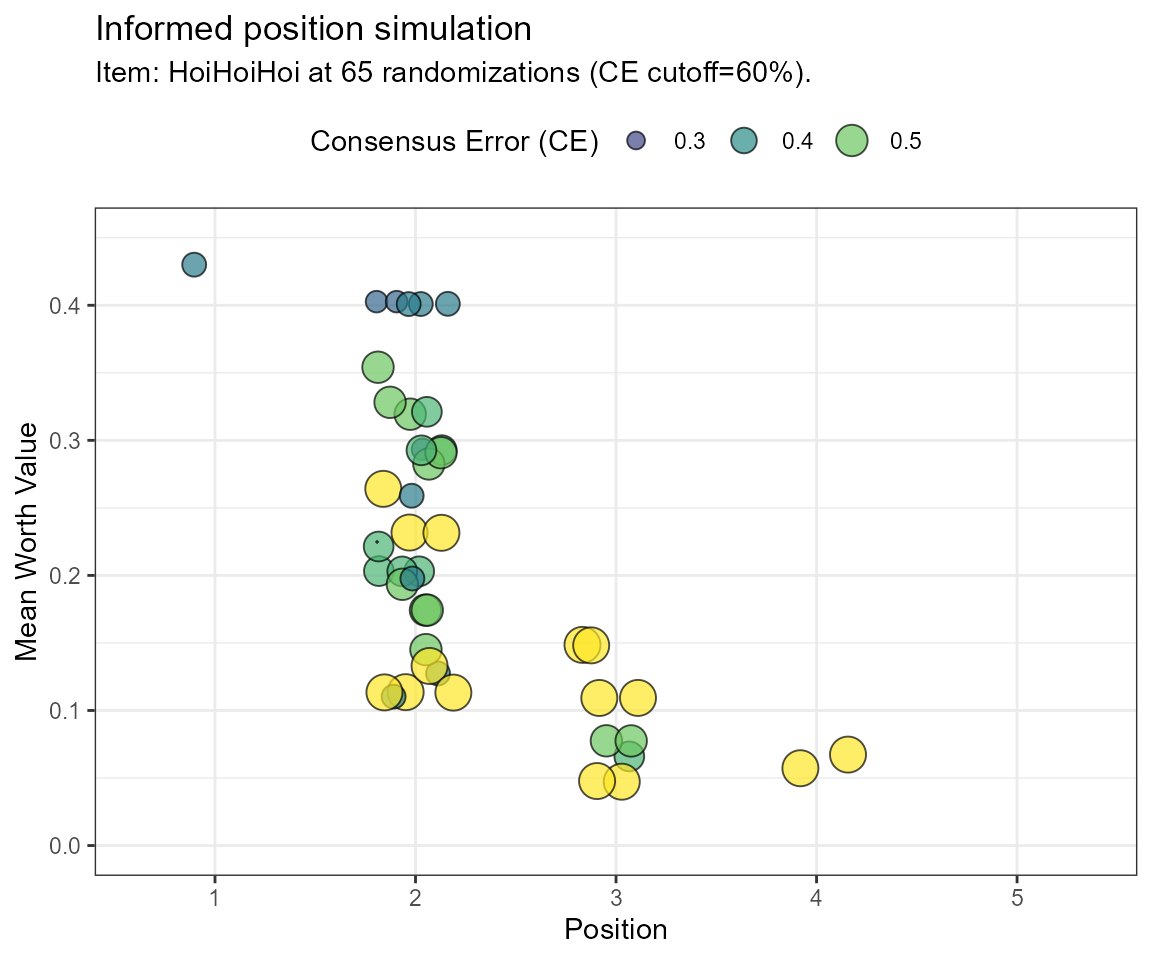 Informed position simulation
Item: HoiHoiHoi at 65 randomizations (CE cutoff=60%).
Consensus Error (CE) 0.3 0.4 0.5
Mean Worth Value
0.4
0.3
0.2
0.1
0.0
1 2 3 4 5
Position